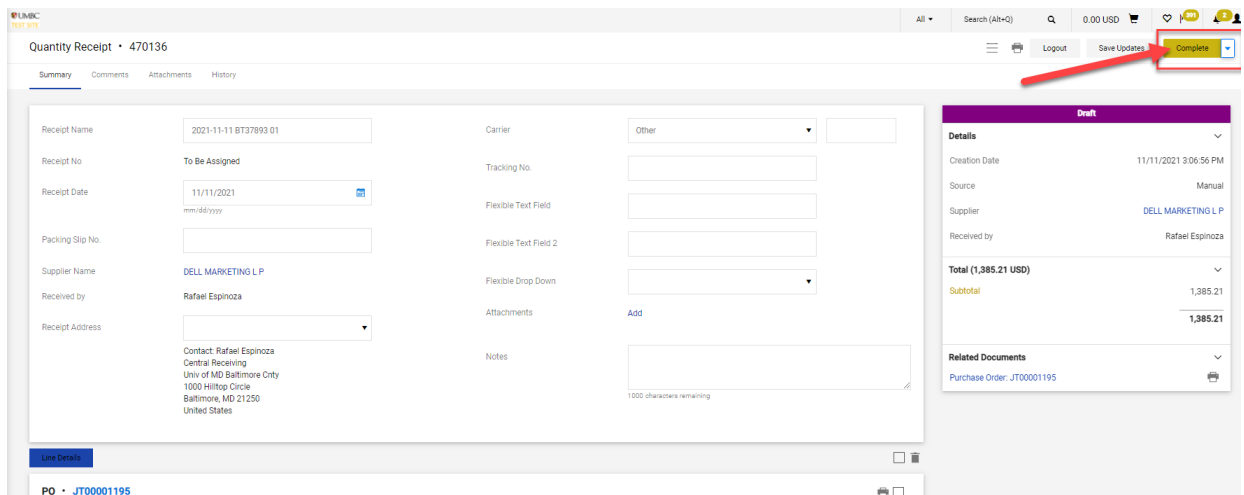 UMBC
TEST SITE
All
Search (Alt+Q)
0.00 USD
2
Quantity Receipt • 470136
Logout
Save Updates
Complete
Summary
Comments
Attachments
History
Receipt Name
2021-11-11 BT37893 01
Receipt No
To Be Assigned
Receipt Date
11/11/2021
mm/dd/yyyy
Packing Slip No.
Supplier Name
DELL MARKETING L P
Received by
Rafael Espinoza
Receipt Address
Contact: Rafael Espinoza
Central Receiving
Univ of MD Baltimore Cnty
1000 Hilltop Circle
Baltimore, MD 21250
United States
Carrier
Other
Tracking No.
Flexible Text Field
Flexible Text Field 2
Flexible Drop Down
Attachments
Add
Notes
1000 characters remaining
Draft
Details
Creation Date
11/11/2021 3:06:56 PM
Source
Manual
Supplier
DELL MARKETING L P
Received by
Rafael Espinoza
Total (1,385.21 USD)
Subtotal
1,385.21
1,385.21
Related Documents
Purchase Order: JT00001195
Line Details
PO • JT00001195